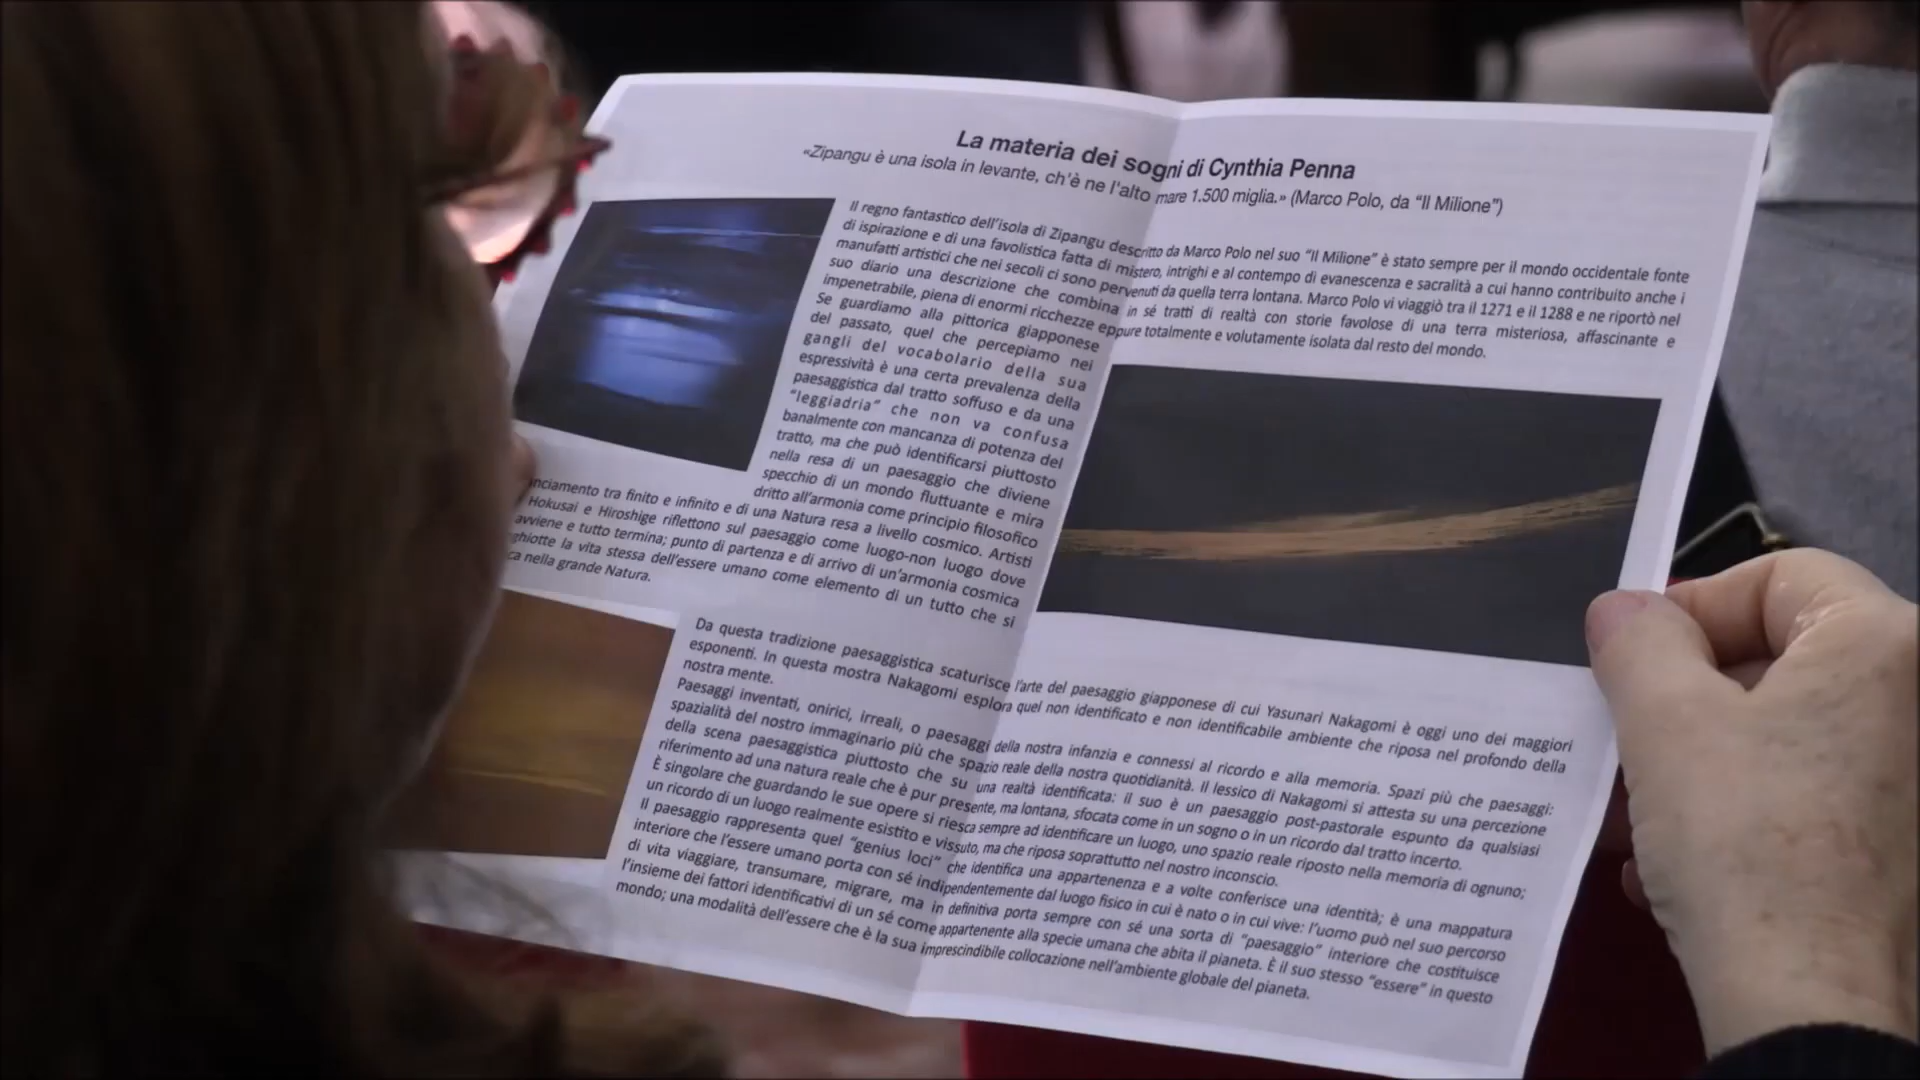 La materia dei sogni di Cynthia Penna
«Zipangu è una isola in levante, ch'è ne l'alto mare 1.500 miglia.» (Marco Polo, da “Il Milione”)
Il regno fantastico dell'isola di Zipangu descritto da Marco Polo nel suo “Il Milione” è stato sempre per il mondo occidentale fonte
di ispirazione e di una favolistica fatta di mistero, intrighi e al contempo di evanescenza e sacralità a cui hanno contribuito anche i
manufatti artistici che nei secoli ci sono pervenuti da quella terra lontana. Marco Polo vi viaggiò tra il 1271 e il 1288 e ne riportò nel
suo diario una descrizione che combina in sé tratti di realtà con storie favolose di una terra misteriosa, affascinante e
impenetrabile, piena di enormi ricchezze eppure totalmente e volutamente isolata dal resto del mondo.
Se guardiamo alla pittorica giapponese
del passato, quel che percepiamo nei
gangli del vocabolario della sua
espressività è una certa prevalenza della
paesaggistica dal tratto soffuso e da una
“leggiadria” che non va confusa
banalmente con mancanza di potenza del
tratto, ma che può identificarsi piuttosto
nella resa di un paesaggio che diviene
specchio di un mondo fluttuante e mira
dritto all'armonia come principio filosofico
nciamento tra finito e infinito e di una Natura resa a livello cosmico. Artisti
Hokusai e Hiroshige riflettono sul paesaggio come luogo-non luogo dove
avviene e tutto termina; punto di partenza e di arrivo di un'armonia cosmica
ghiotte la vita stessa dell'essere umano come elemento di un tutto che si
ca nella grande Natura.
Da questa tradizione paesaggistica scaturisce l'arte del paesaggio giapponese di cui Yasunari Nakagomi è oggi uno dei maggiori
esponenti. In questa mostra Nakagomi esplora quel non identificato e non identificabile ambiente che riposa nel profondo della
nostra mente.
Paesaggi inventati, onirici, irreali, o paesaggi della nostra infanzia e connessi al ricordo e alla memoria. Spazi più che paesaggi:
spazialità del nostro immaginario più che spazio reale della nostra quotidianità. Il lessico di Nakagomi si attesta su una percezione
della scena paesaggistica piuttosto che su una realtà identificata: il suo è un paesaggio post-pastorale espunto da qualsiasi
riferimento ad una natura reale che è pur presente, ma lontana, sfocata come in un sogno o in un ricordo dal tratto incerto.
È singolare che guardando le sue opere si riesca sempre ad identificare un luogo, uno spazio reale riposto nella memoria di ognuno;
un ricordo di un luogo realmente esistito e vissuto, ma che riposa soprattutto nel nostro inconscio.
Il paesaggio rappresenta quel “genius loci” che identifica una appartenenza e a volte conferisce una identità; è una mappatura
interiore che l'essere umano porta con sé indipendentemente dal luogo fisico in cui è nato o in cui vive: l'uomo può nel suo percorso
di vita viaggiare, transumare, migrare, ma in definitiva porta sempre con sé una sorta di “paesaggio” interiore che costituisce
l'insieme dei fattori identificativi di un sé come appartenente alla specie umana che abita il pianeta. È il suo stesso “essere” in questo
mondo; una modalità dell'essere che è la sua imprescindibile collocazione nell'ambiente globale del pianeta.